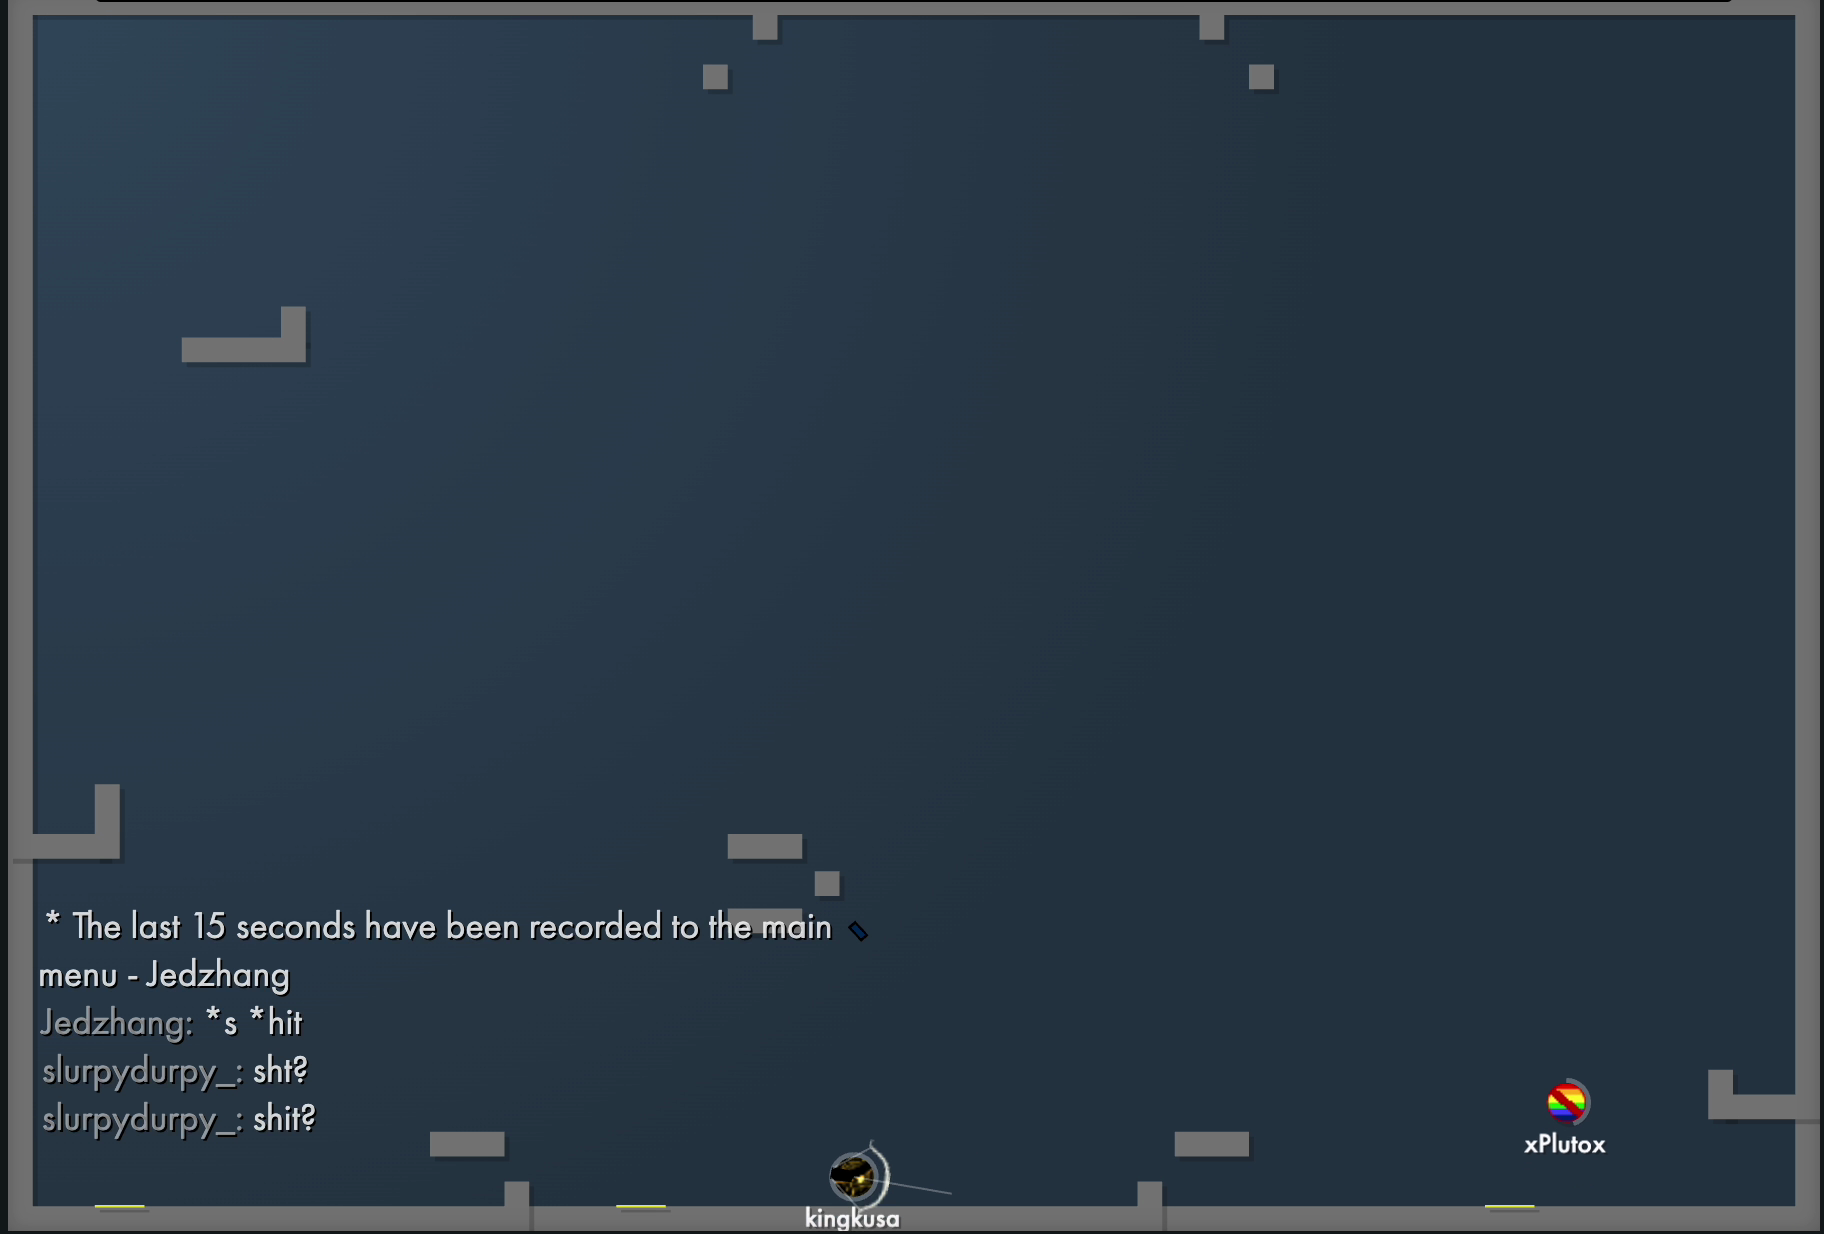 * The last 15 seconds have been recorded to the main
menu - Jedzhang
Jedzhang: *s *hit
slurpydurpy_: sht?
slurpydurpy_: shit?
xPlutox
kingkusa